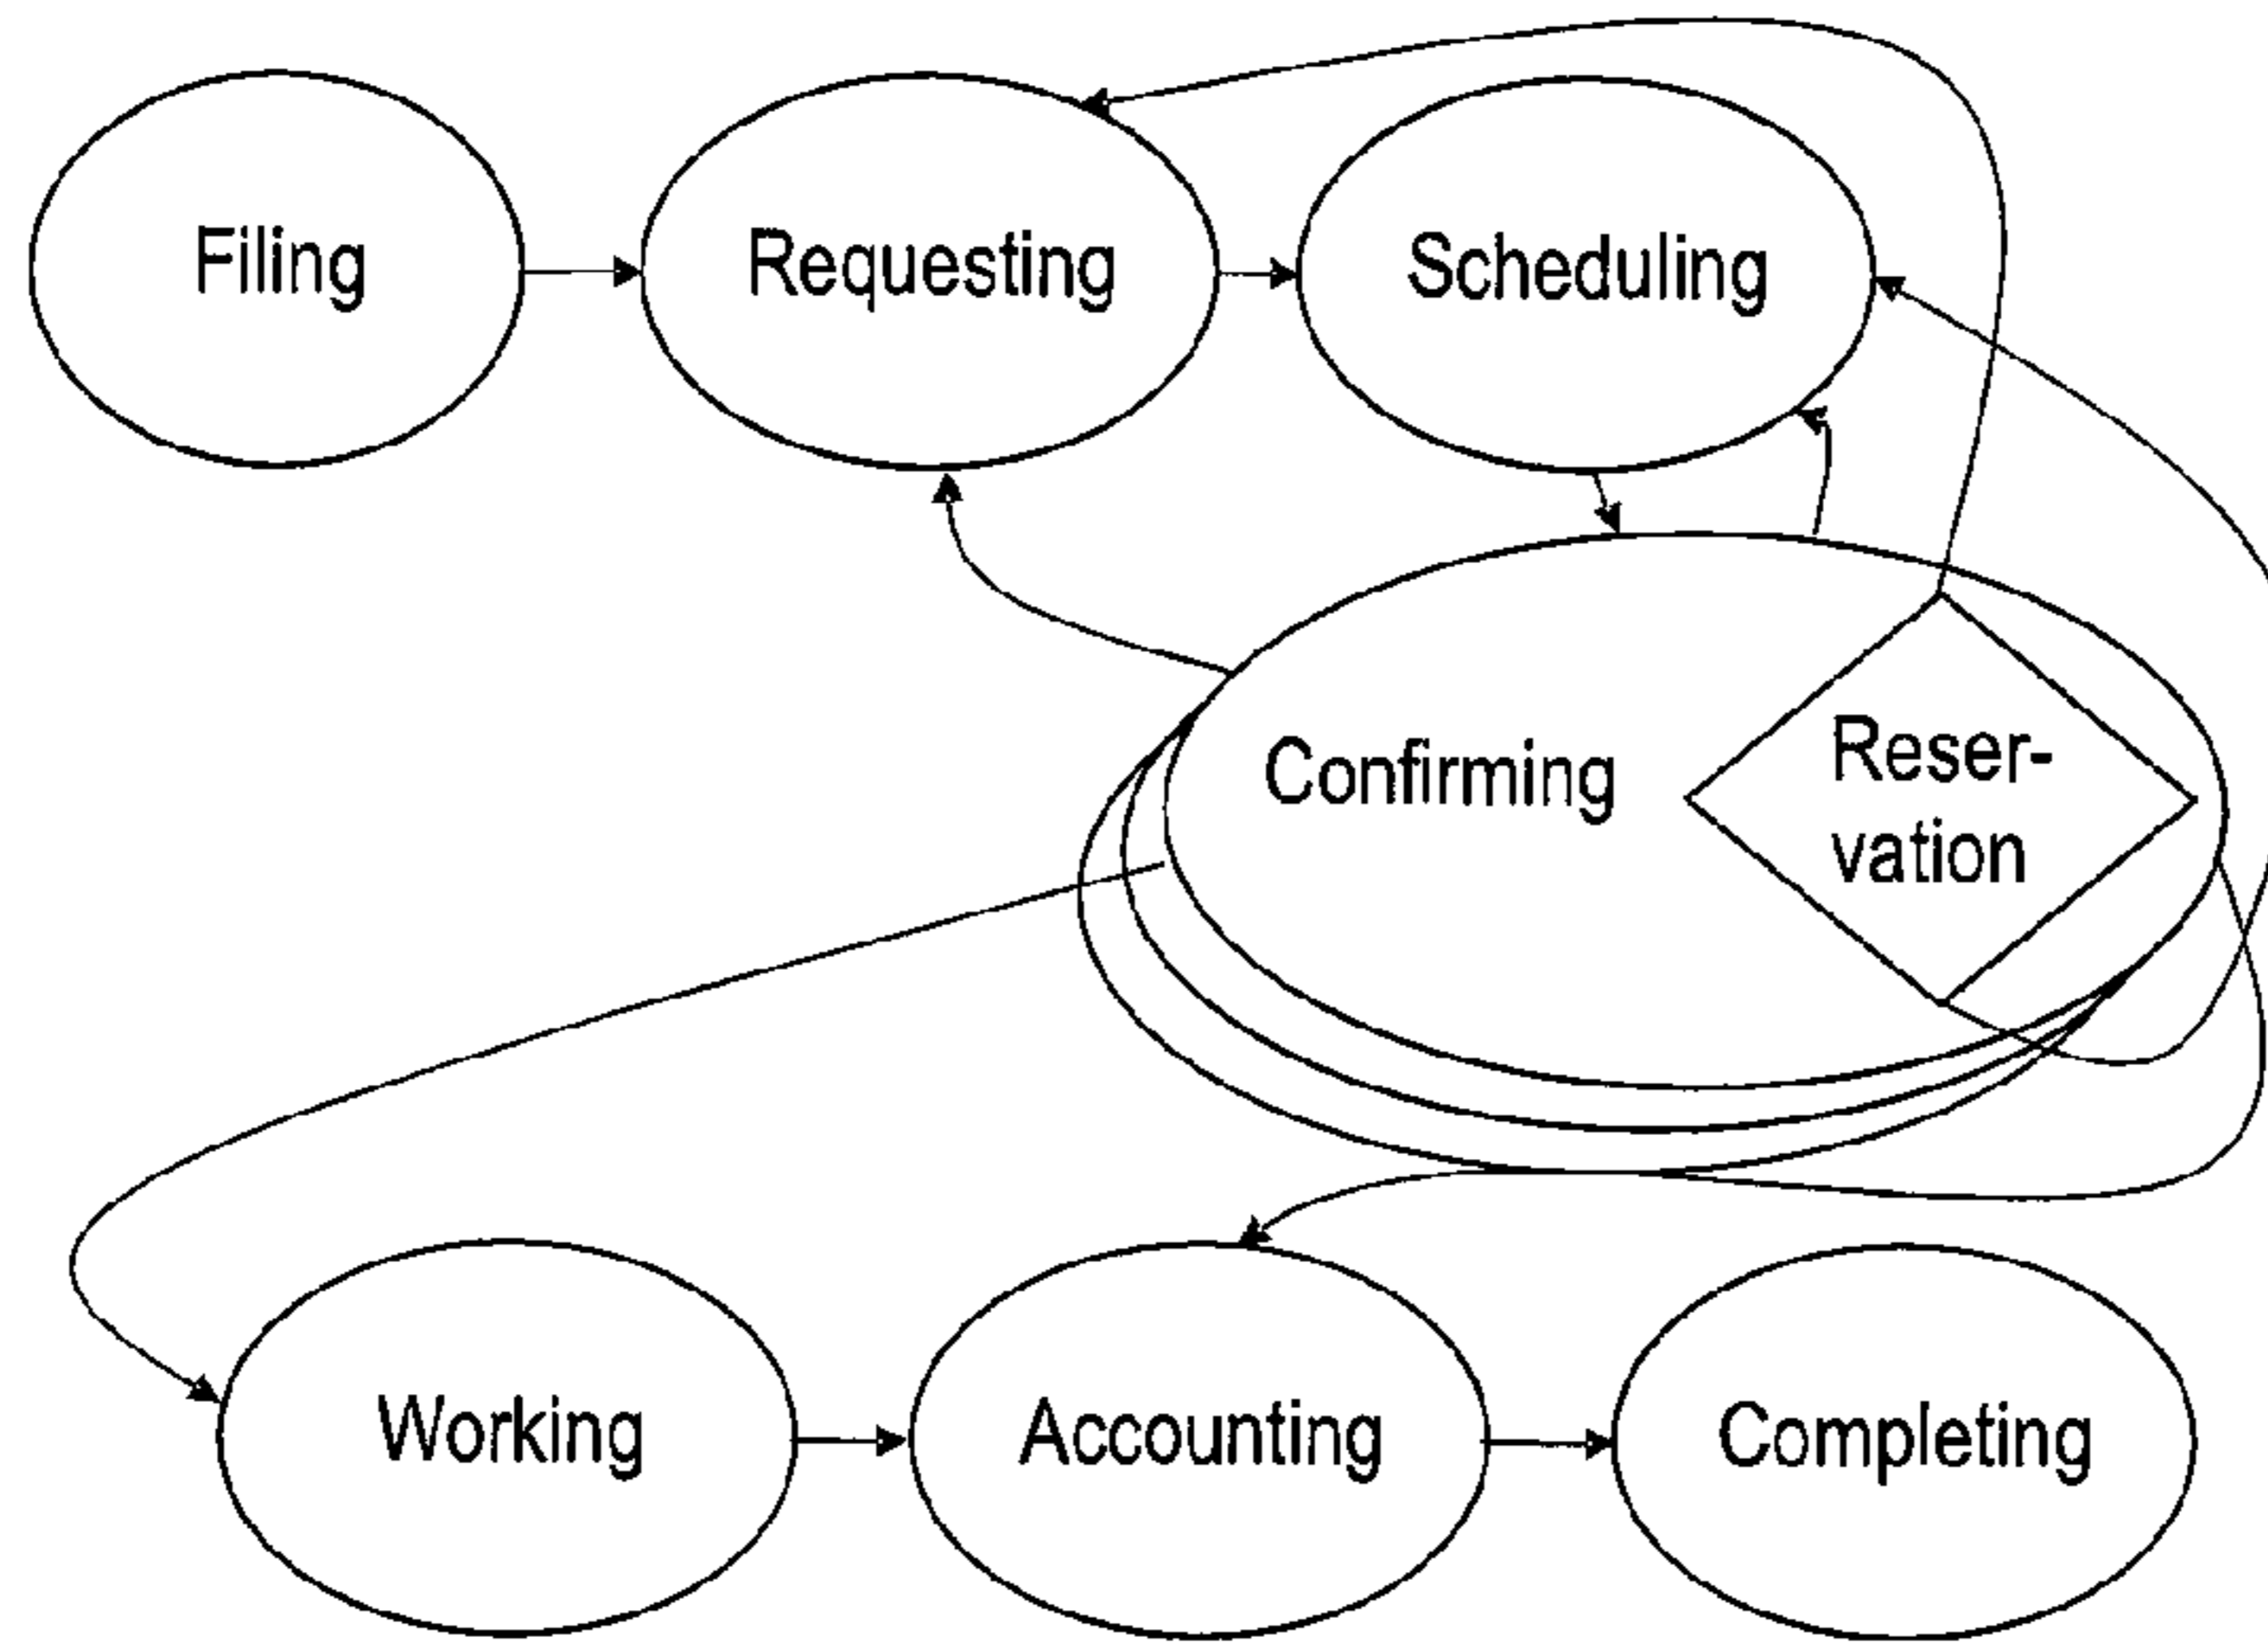 Filing
Requesting
Scheduling
Confirming
Reser-
vation
Working
Accounting
Completing